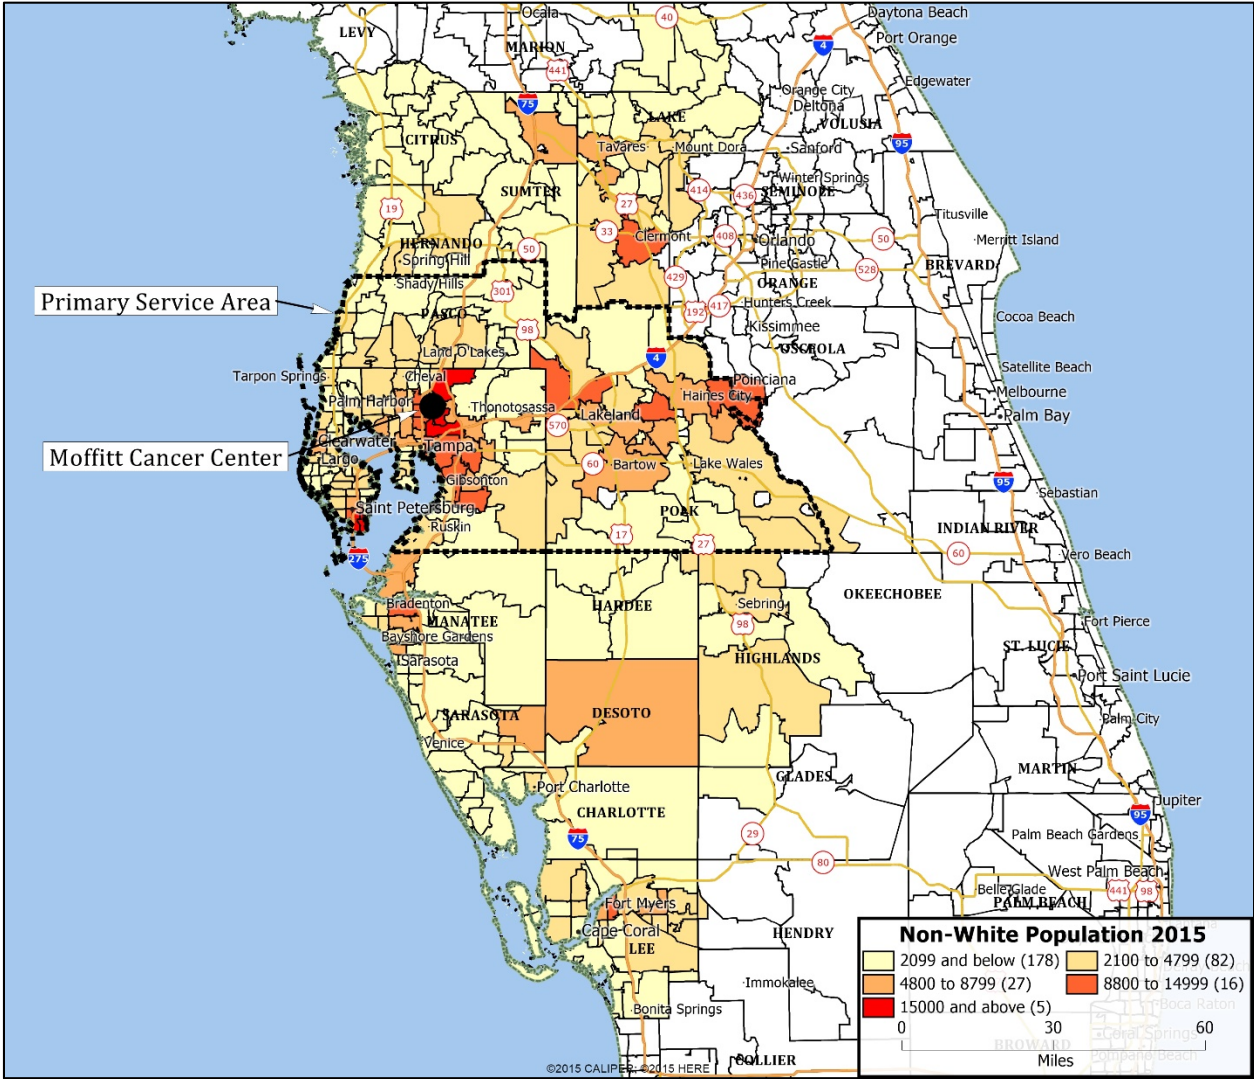 Ocala
40
Daytona Beach
LEVY
MARION
4
Port Orange
441
Edgewater
75
Orange City
Deltona
LAKE
VOLUSIA
CITRUS
Tavares
Mount Dora
Sanford
95
Winter Springs
SUMTER
414
436
SEMINOLE
19
27
Titusville
33
Clermont
408
Orlando
50
Merritt Island
HERNANDO
50
Spring Hill
Pine Castle
528
BREVARD
Shady Hills
429
ORANGE
Primary Service Area
301
Hunters Creek
PASCO
192
417
Cocoa Beach
98
Kissimmee
Land O'Lakes
4
OSCEOLA
Satellite Beach
Tarpon Springs
Cheval
Poinciana
Melbourne
Palm Harbor
Thonotosassa
Haines City
Palm Bay
Lakeland
570
Clearwater
Tampa
Moffitt Cancer Center
Largo
60
Bartow
Lake Wales
Gibsonton
95
Sebastian
Saint Petersburg
POLK
Ruskin
17
INDIAN RIVER
27
60
Vero Beach
275
OKEECHOBEE
Bradenton
HARDEE
Sebring
MANATEE
98
Fort Pierce
Bayshore Gardens
ST. LUCIE
Sarasota
HIGHLANDS
Port Saint Lucie
SARASOTA
DESOTO
Palm City
Venice
MARTIN
GLADES
Port Charlotte
Jupiter
CHARLOTTE
95
75
29
Palm Beach Gardens
80
West Palm Beach
Belle Glade
441
98
Fort Myers
PALM BEACH
Cape Coral
HENDRY
LEE
Non-White Population 2015
2099 and below (178)
2100 to 4799 (82)
4800 to 8799 (27)
8800 to 14999 (16)
15000 and above (5)
Immokalee
Boca Raton
Bonita Springs
0
30
60
Coral Springs
BROWARD
Pompano Beach
Miles
COLLIER
©2015 CALIPER; ©2015 HERE